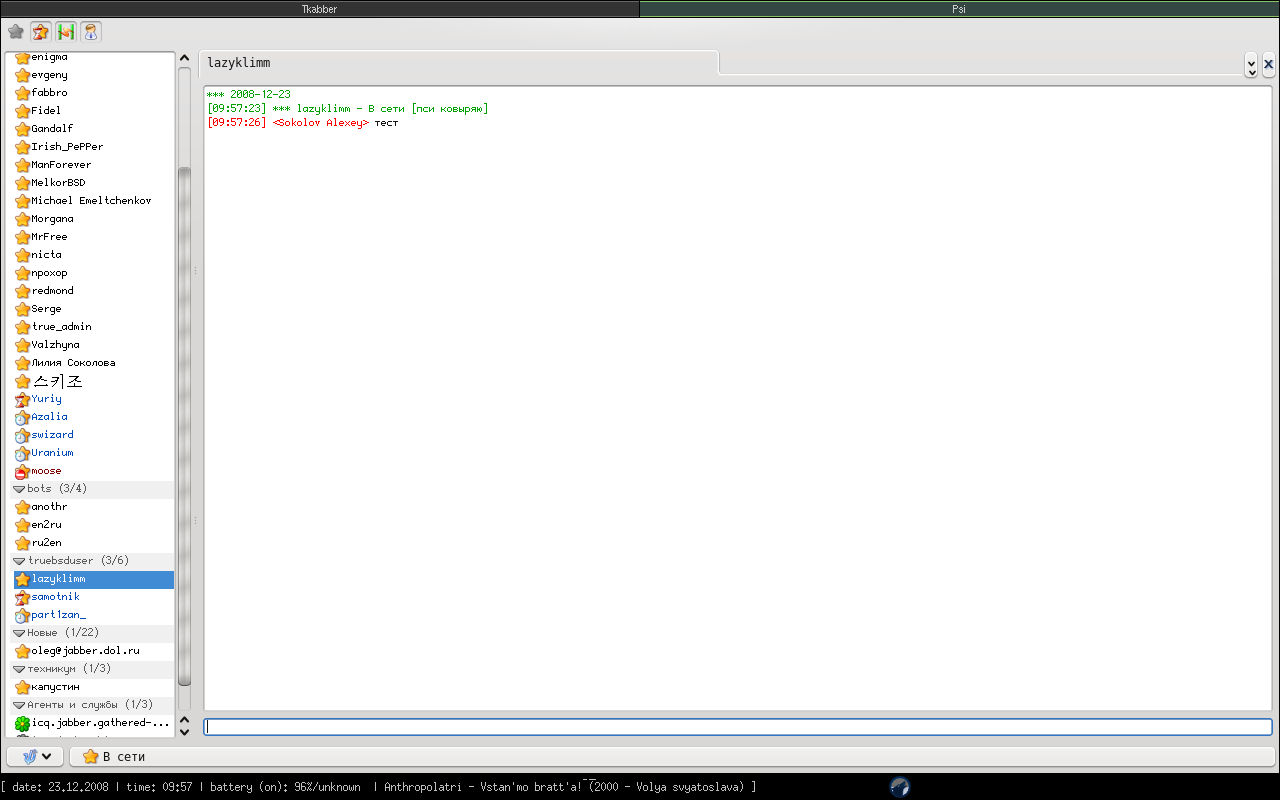 Tkabber
Psi
enigma
evgeny
fabbro
Fidel
Gandalf
Irish_PePPer
ManForever
MelkorBSD
Michael Emeltchenkov
Morgana
MrFree
nicta
npoxop
redmond
Serge
true_admin
Valzhyna
Лилия Соколова
스키조
Yuriy
Azalia
swizard
Uranium
moose
bots (3/4)
anothr
en2ru
ru2en
truebsduser (3/6)
lazyklimm
samotnik
part1zan_
Новые (1/22)
oleg@jabber.dol.ru
техникум (1/3)
капустин
Агенты и службы (1/3)
icq.jabber.gathered-...
lazyklimm
*** 2008-12-23
[09:57:23] *** lazyklimm - В сети [пси ковыряю]
[09:57:26] <Sokolov Alexey> тест
В сети
[ date: 23.12.2008 | time: 09:57 | battery (on): 96%/unknown | Anthropolatri - Vstan'mo bratt'a! (2000 - Volya svyatoslava) ]